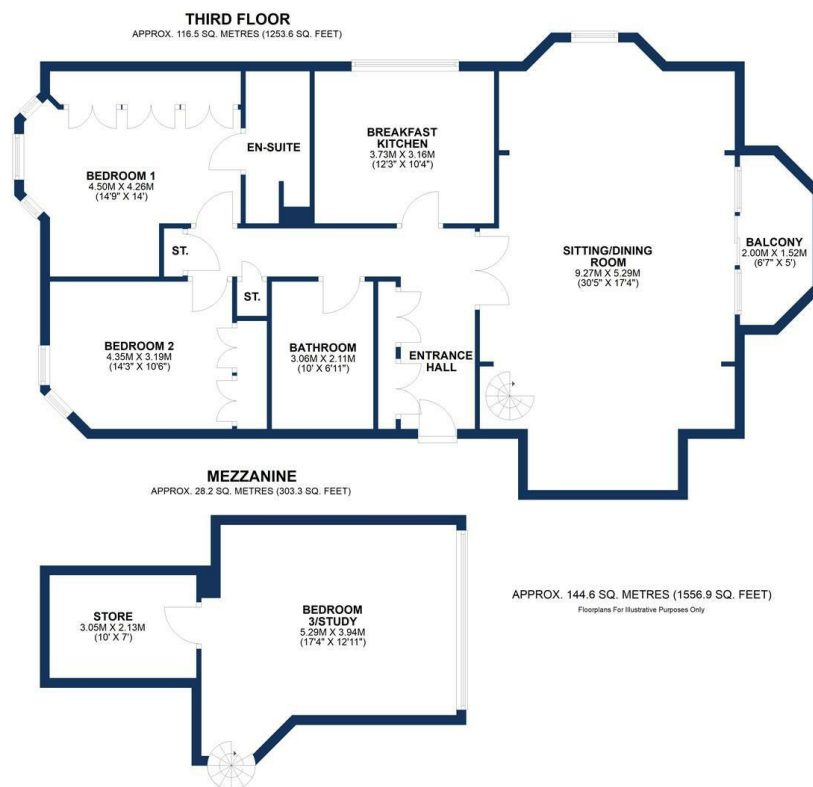 THIRD FLOOR
APPROX. 116.5 SQ. METRES (1253.6 SQ. FEET)
BEDROOM 1
4.50M X 4.26M
(14'9" X 14')
EN-SUITE
BREAKFAST
KITCHEN
3.73M X 3.16M
(12'3" X 10'4")
SITTING/DINING
ROOM
9.27M X 5.29M
(30'5" X 17'4")
BALCONY
2.00M X 1.52M
(6'7" X 5')
ST.
ST.
BEDROOM 2
4.35M X 3.19M
(14'3" X 10'6")
BATHROOM
3.06M X 2.11M
(10' X 6'11")
ENTRANCE
HALL
MEZZANINE
APPROX. 28.2 SQ. METRES (303.3 SQ. FEET)
STORE
3.05M X 2.13M
(10' X 7')
BEDROOM
3/STUDY
5.29M X 3.94M
(17'4" X 12'11")
APPROX. 144.6 SQ. METRES (1556.9 SQ. FEET)
Floorplans For Illustrative Purposes Only